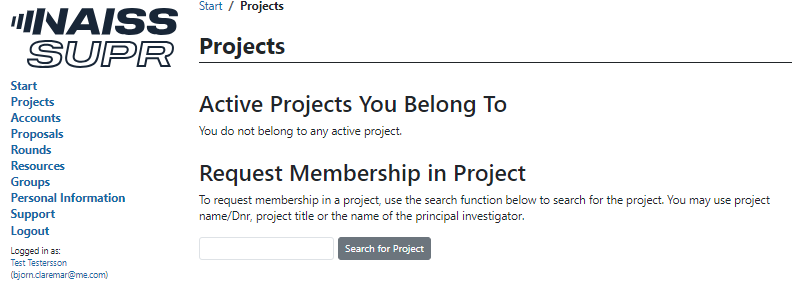 NAISS
SUPR
Start / Projects
Projects
Start
Projects
Accounts
Proposals
Rounds
Resources
Groups
Personal Information
Support
Logout
Logged in as:
Test Testersson
(bjorn.claremar@me.com)
Active Projects You Belong To
You do not belong to any active project.
Request Membership in Project
To request membership in a project, use the search function below to search for the project. You may use project
name/Dnr, project title or the name of the principal investigator.
Search for Project